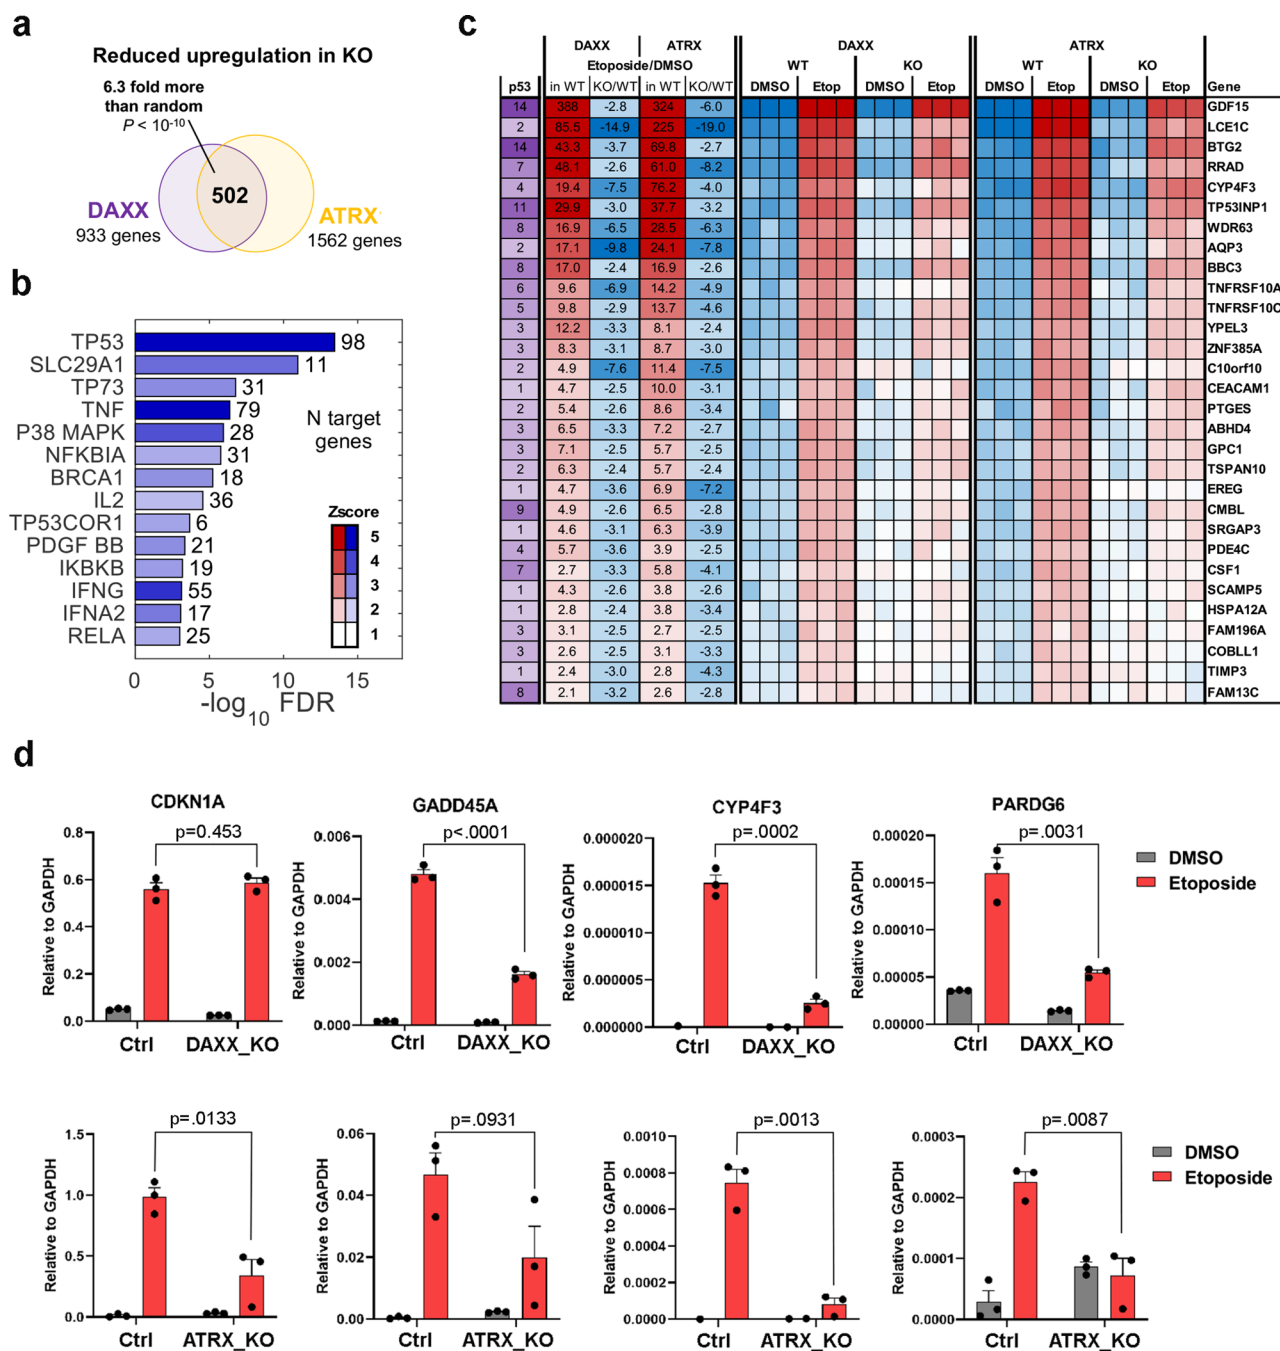 a
Reduced upregulation in KO
6.3 fold more
than random
P < 10-10
502
DAXX
933 genes
ATRX
1562 genes
b
TP53 98
SLC29A1 11
TP73 31
TNF 79
P38 MAPK 28
NFKBIA 31
BRCA1 18
IL2 36
TP53COR1 6
PDGF BB 21
IKBKB 19
IFNG 55
IFNA2 17
RELA 25
N target
genes
Zscore
5
4
3
2
1
0 5 10 15
-log10 FDR
c
DAXX ATRX DAXX ATRX
Etoposide/DMSO WT KO WT KO
p53 in WT KO/WT in WT KO/WT DMSO Etop DMSO Etop DMSO Etop DMSO Etop Gene
14 388 -2.8 324 -6.0 GDF15
2 85.5 -14.9 225 -19.0 LCE1C
14 43.3 -3.7 69.8 -2.7 BTG2
7 48.1 -2.6 61.0 -8.2 RRAD
4 19.4 -7.5 76.2 -4.0 CYP4F3
11 29.9 -3.0 37.7 -3.2 TP53INP1
8 16.9 -6.5 28.5 -6.3 WDR63
2 17.1 -9.8 24.1 -7.8 AQP3
8 17.0 -2.4 16.9 -2.6 BBC3
6 9.6 -6.9 14.2 -4.9 TNFRSF10A
5 9.8 -2.9 13.7 -4.6 TNFRSF10C
3 12.2 -3.3 8.1 -2.4 YPEL3
3 8.3 -3.1 8.7 -3.0 ZNF385A
2 4.9 -7.6 11.4 -7.5 C10orf10
1 4.7 -2.5 10.0 -3.1 CEACAM1
2 5.4 -2.6 8.6 -3.4 PTGES
3 6.5 -3.3 7.2 -2.7 ABHD4
3 7.1 -2.5 5.7 -2.5 GPC1
2 6.3 -2.4 5.7 -2.4 TSPAN10
1 4.7 -3.6 6.9 -7.2 EREG
9 4.9 -2.6 6.5 -2.8 CMBL
1 4.6 -3.1 6.3 -3.9 SRGAP3
4 5.7 -3.6 3.9 -2.5 PDE4C
7 2.7 -3.3 5.8 -4.1 CSF1
1 4.3 -2.6 3.8 -2.6 SCAMP5
1 2.8 -2.4 3.8 -3.4 HSPA12A
3 3.1 -2.5 2.7 -2.5 FAM196A
3 2.6 -2.5 3.1 -3.3 COBLL1
1 2.4 -3.0 2.8 -4.3 TIMP3
8 2.1 -3.2 2.6 -2.8 FAM13C
d
CDKN1A
p=0.453
Relative to GAPDH
0.8
0.6
0.4
0.2
0.0
Ctrl DAXX_KO
GADD45A
p<.0001
Relative to GAPDH
0.006
0.004
0.002
0.000
Ctrl DAXX_KO
CYP4F3
p=.0002
Relative to GAPDH
0.000020
0.000015
0.000010
0.000005
0.000000
Ctrl DAXX_KO
PARDG6
p=.0031
Relative to GAPDH
0.00020
0.00015
0.00010
0.00005
0.00000
Ctrl DAXX_KO
DMSO
Etoposide
p=.0133
Relative to GAPDH
1.5
1.0
0.5
0.0
Ctrl ATRX_KO
p=.0931
Relative to GAPDH
0.06
0.04
0.02
0.00
Ctrl ATRX_KO
p=.0013
Relative to GAPDH
0.0010
0.0008
0.0006
0.0004
0.0002
0.0000
Ctrl ATRX_KO
p=.0087
Relative to GAPDH
0.0003
0.0002
0.0001
0.0000
Ctrl ATRX_KO
DMSO
Etoposide